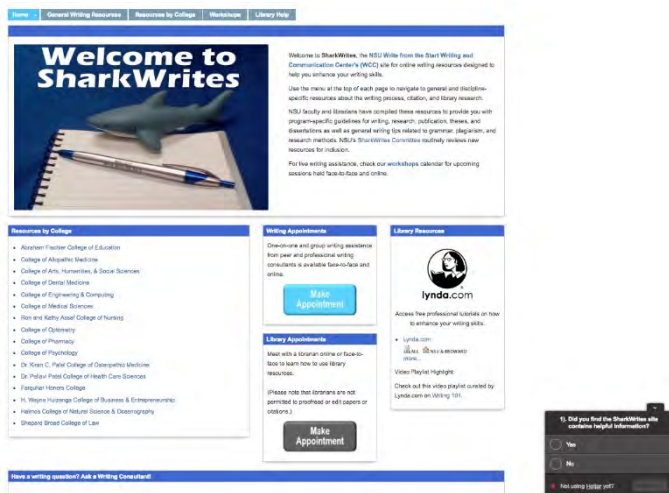 Home
General Writing Resources
Resources by College
Workshops
Library Help
Welcome to
SharkWrites
Welcome to SharkWrites, the NSU Write from the Start Writing and
Communication Center's (WCC) site for online writing resources designed to
help you enhance your writing skills.
Use the menu at the top of each page to navigate to general and discipline-
specific resources about the writing process, citation, and library research.
NSU faculty and librarians have compiled these resources to provide you with
program-specific guidelines for writing, research, publication, theses, and
dissertations as well as general writing tips related to grammar, plagiarism, and
research methods. NSU's SharkWrites Committee routinely reviews new
resources for inclusion.
For live writing assistance, check our workshops calendar for upcoming
sessions held face-to-face and online.
Resources by College
Abraham Fischler College of Education
College of Allopathic Medicine
College of Arts, Humanities, & Social Sciences
College of Dental Medicine
College of Engineering & Computing
College of Medical Sciences
Ron and Kathy Assaf College of Nursing
College of Optometry
College of Pharmacy
College of Psychology
Dr. Kiran C. Patel College of Osteopathic Medicine
Dr. Pallavi Patel College of Health Care Sciences
Farquhar Honors College
H. Wayne Huizenga College of Business & Entrepreneurship
Halmos College of Natural Science & Oceanography
Shepard Broad College of Law
Writing Appointments
One-on-one and group writing assistance
from peer and professional writing
consultants is available face-to-face and
online.
Make
Appointment
Library Appointments
Meet with a librarian online or face-to-
face to learn how to use library
resources.
(Please note that librarians are not
permitted to proofread or edit papers or
citations.)
Make
Appointment
Library Resources
lynda.com
Access free professional tutorials on how
to enhance your writing skills.
Lynda.com
more...
Video Playlist Highlight:
Check out this video playlist curated by
Lynda.com on Writing 101.
Have a writing question? Ask a Writing Consultant!
1). Did you find the SharkWrites site
contains helpful information?
Yes
No
Not using Hotjar yet?